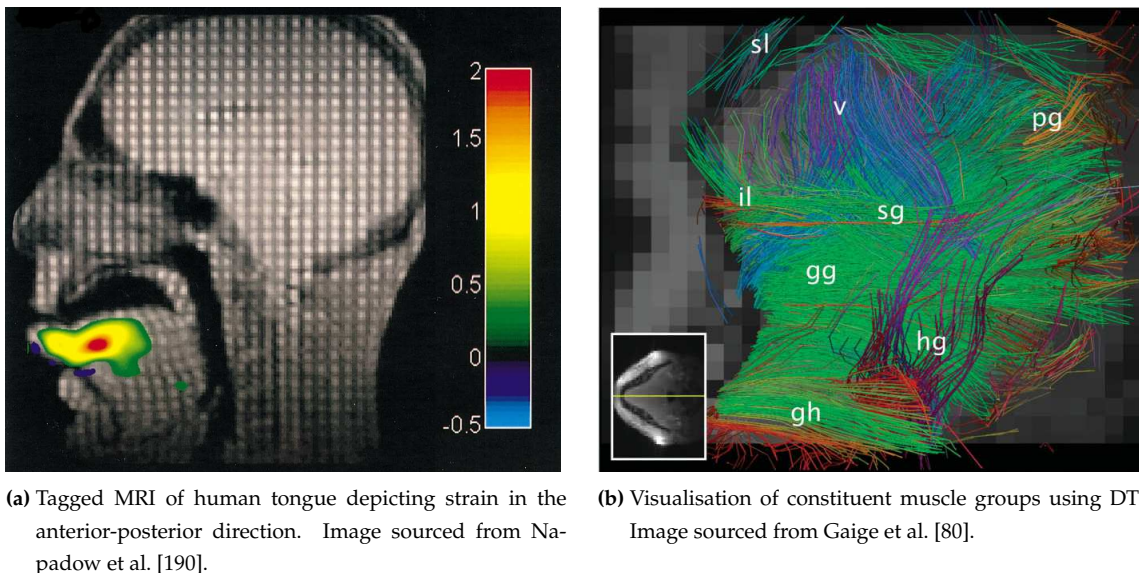 2
1.5
1
0.5
0
-0.5
sl
v
pg
il
sg
gg
hg
gh
(a) Tagged MRI of human tongue depicting strain in the
anterior-posterior direction. Image sourced from Na-
padow et al. [190].
(b) Visualisation of constituent muscle groups using DT
Image sourced from Gaige et al. [80].